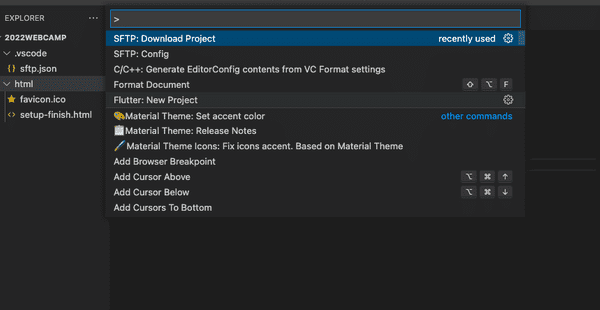 EXPLORER
2022WEBCAMP
.vscode
sftp.json
html
favicon.ico
setup-finish.html
>
SFTP: Download Project recently used
SFTP: Config
C/C++: Generate EditorConfig contents from VC Format settings
Format Document ⇧ ⌥ F
Flutter: New Project
🎨Material Theme: Set accent color other commands
📋Material Theme: Release Notes
🖌️Material Theme Icons: Fix icons accent. Based on Material Theme
Add Browser Breakpoint
Add Cursor Above ⌥ ⌘ ↑
Add Cursor Below ⌥ ⌘ ↓
Add Cursors To Bottom